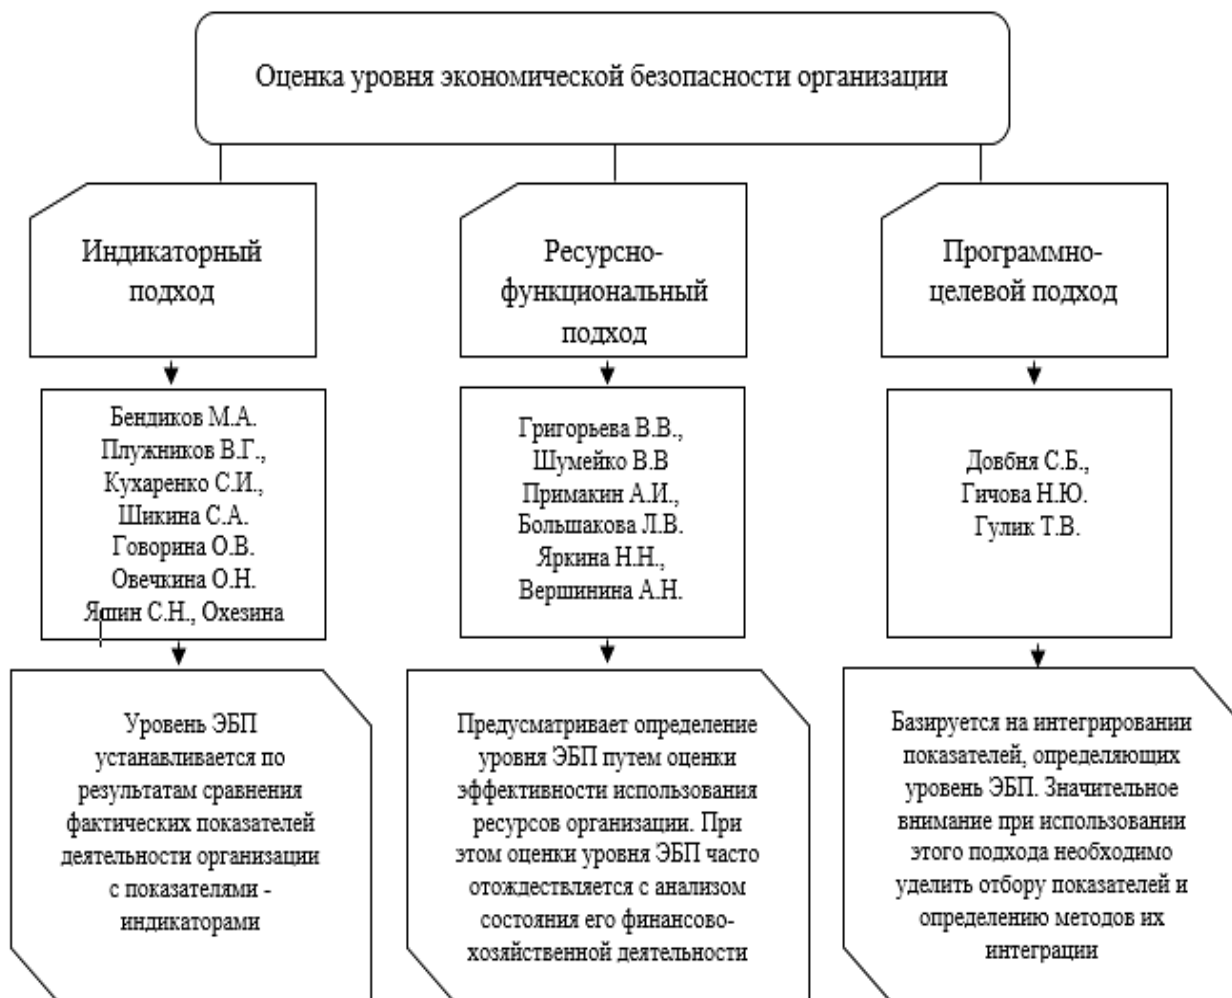 Оценка уровня экономической безопасности организации
Индикаторный
подход
Ресурсно-
функциональный
подход
Программно-
целевой подход
Бендиков М.А.
Плужников В.Г.,
Кухаренко С.И.,
Шикина С.А.
Говорина О.В.
Овечкина О.Н.
Яшин С.Н., Охезина
Григорьева В.В.,
Шумейко В.В
Примакин А.И.,
Большакова Л.В.
Яркина Н.Н.,
Вершинина А.Н.
Довбня С.Б.,
Гичова Н.Ю.
Гулик Т.В.
Уровень ЭБП
устанавливается по
результатам сравнения
фактических показателей
деятельности организации
с показателями -
индикаторами
Предусматривает определение
уровня ЭБП путем оценки
эффективности использования
ресурсов организации. При
этом оценки уровня ЭБП часто
отождествляется с анализом
состояния его финансово-
хозяйственной деятельности
Базируется на интегрировании
показателей, определяющих
уровень ЭБП. Значительное
внимание при использовании
этого подхода необходимо
уделить отбору показателей и
определению методов их
интеграции